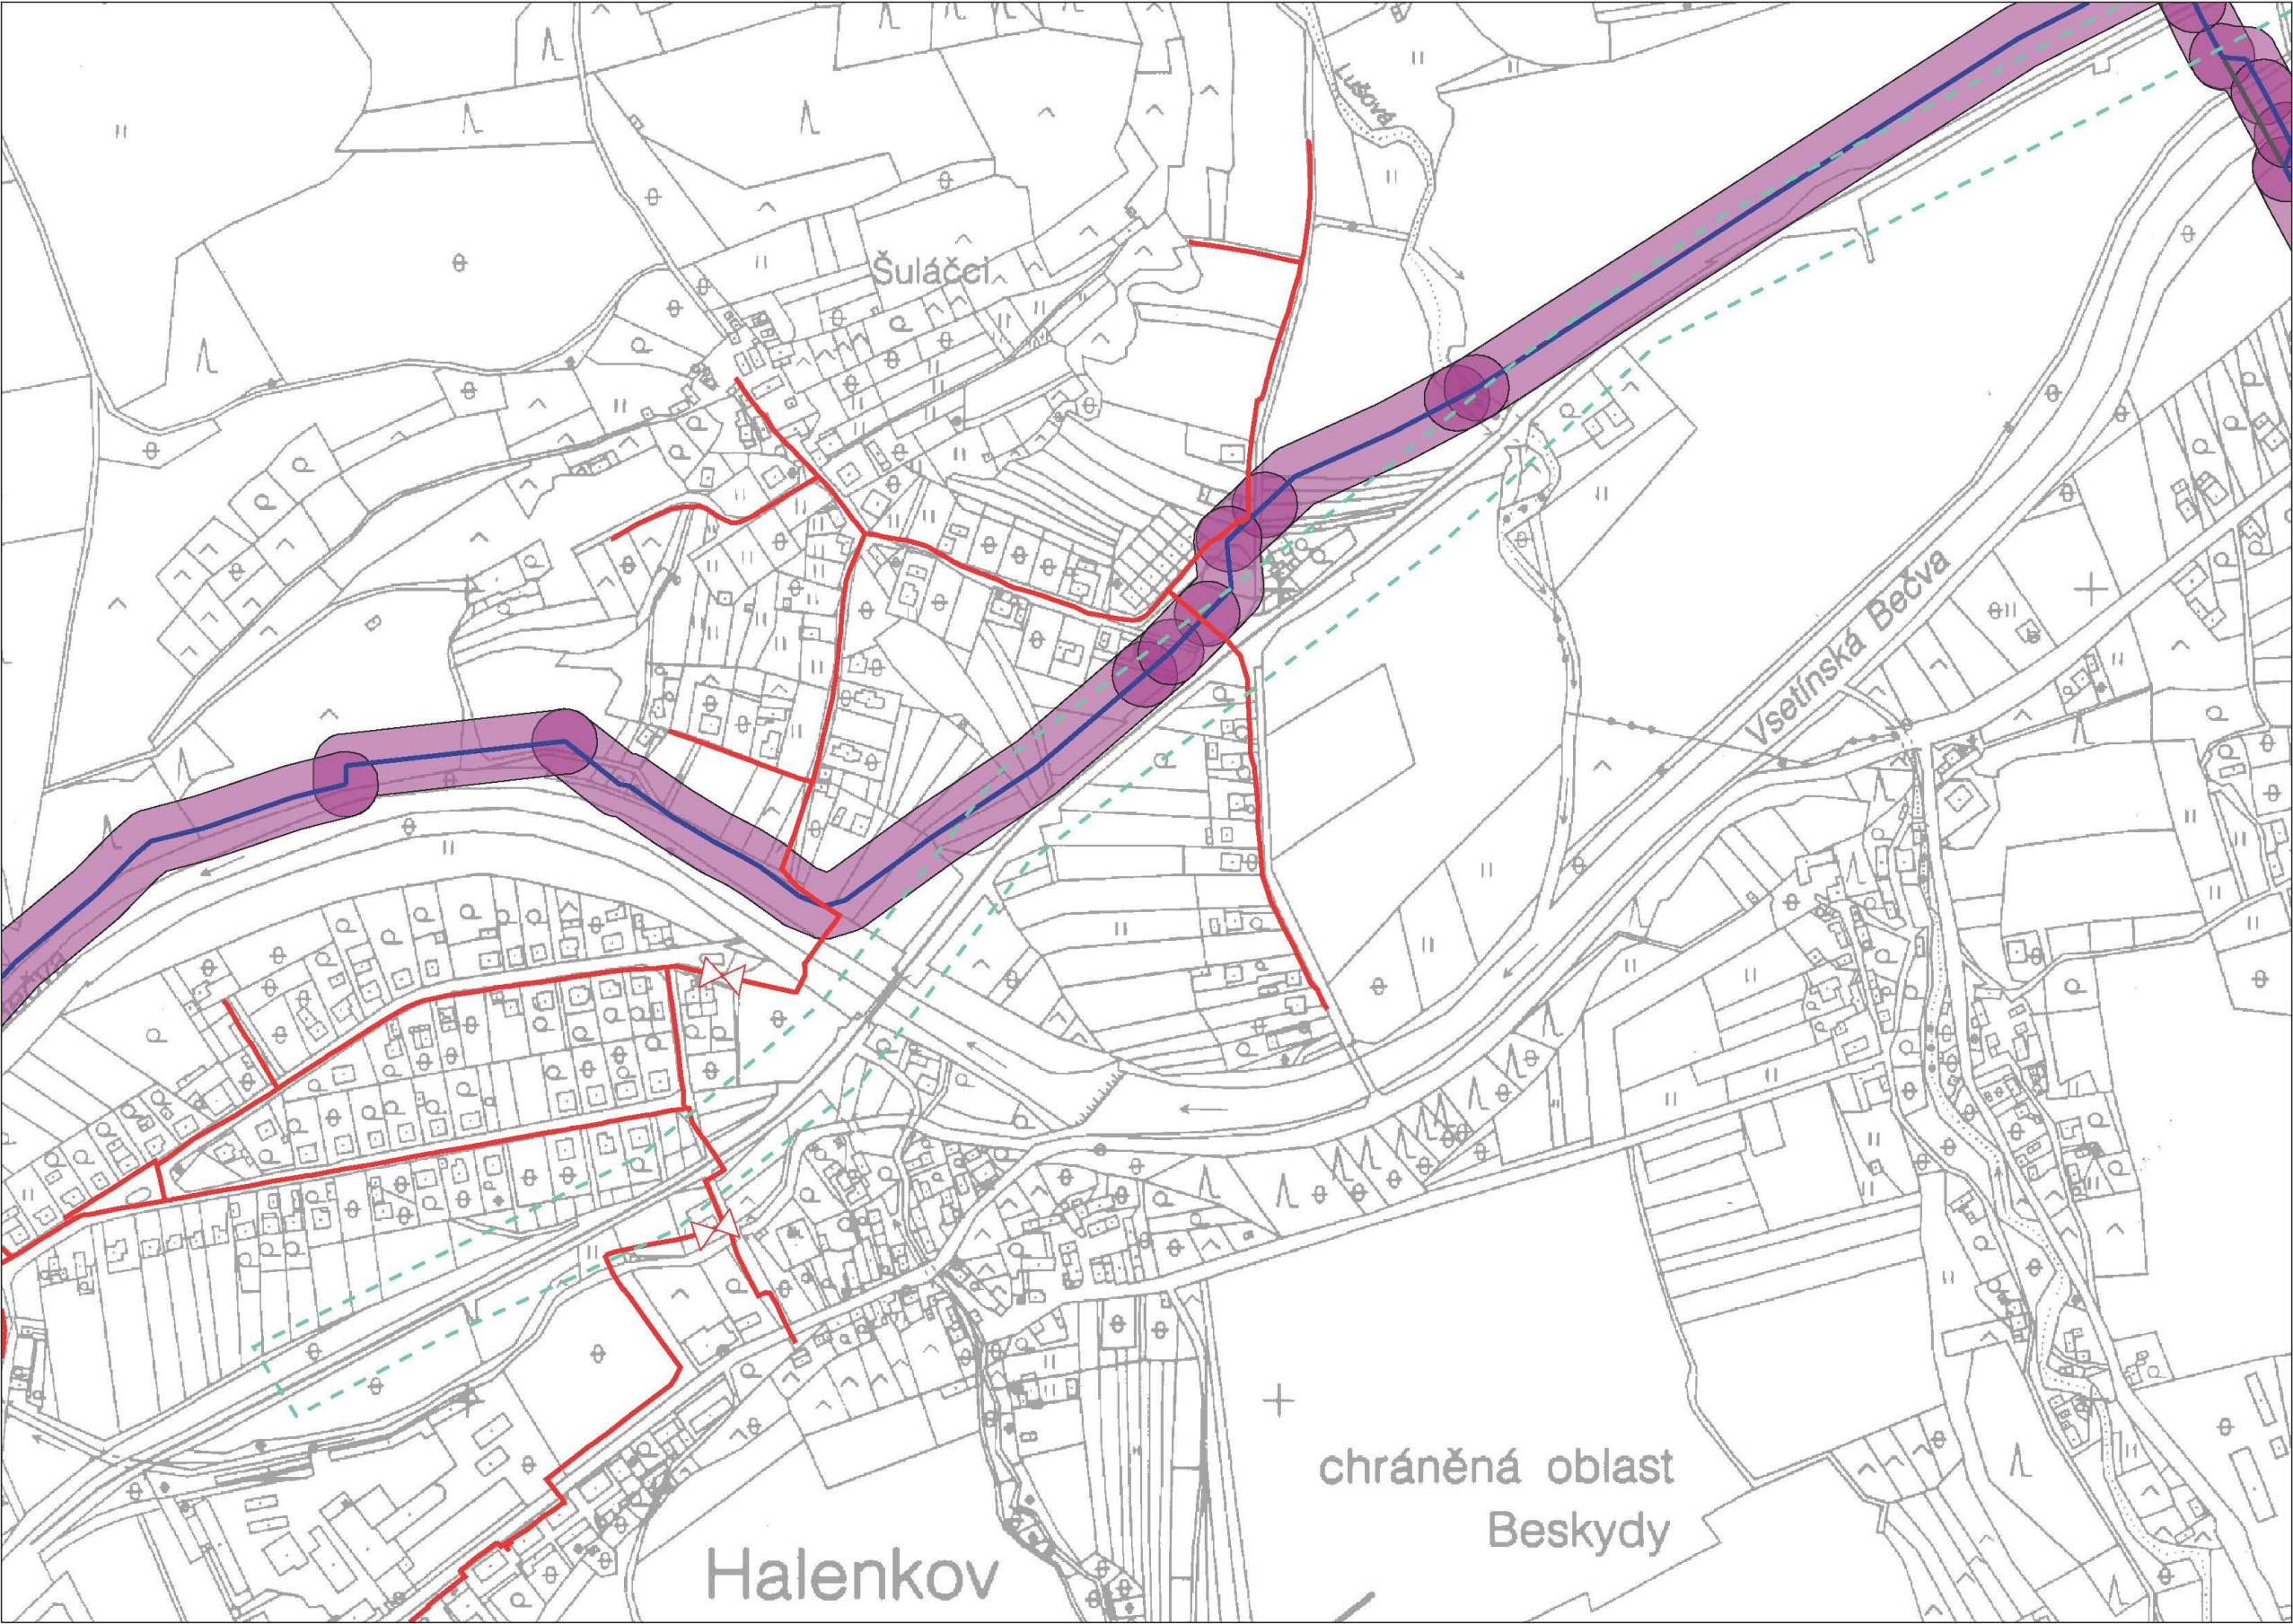 Lušová
Šuláčci
Vsetínská Bečva
chráněná oblast
Beskydy
Halenkov